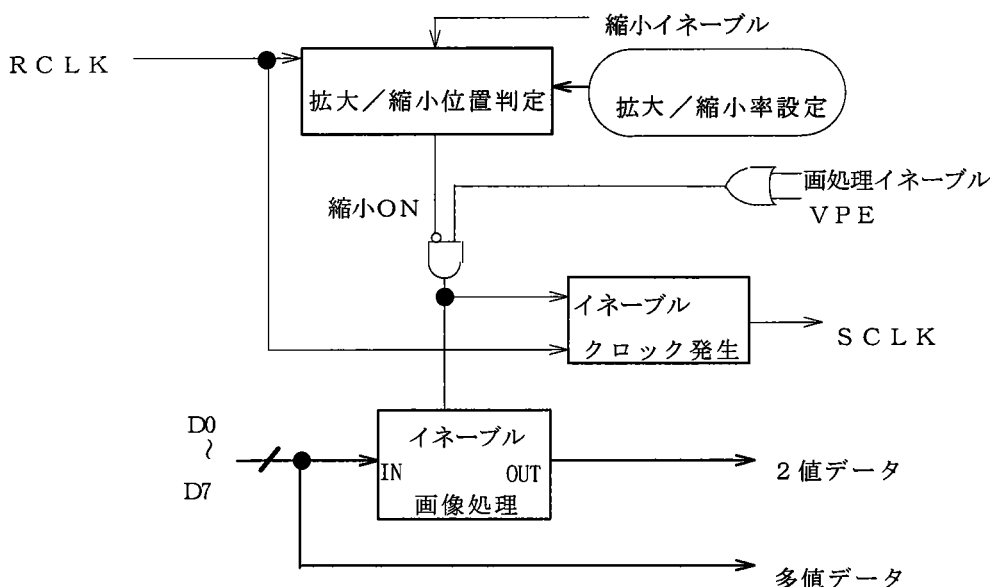 縮小イネーブル
RCLK
拡大／縮小位置判定
拡大／縮小率設定
縮小ON
画処理イネーブル
VPE
イネーブル
クロック発生
SCLK
D0
～
D7
イネーブル
IN
OUT
画像処理
2値データ
多値データ